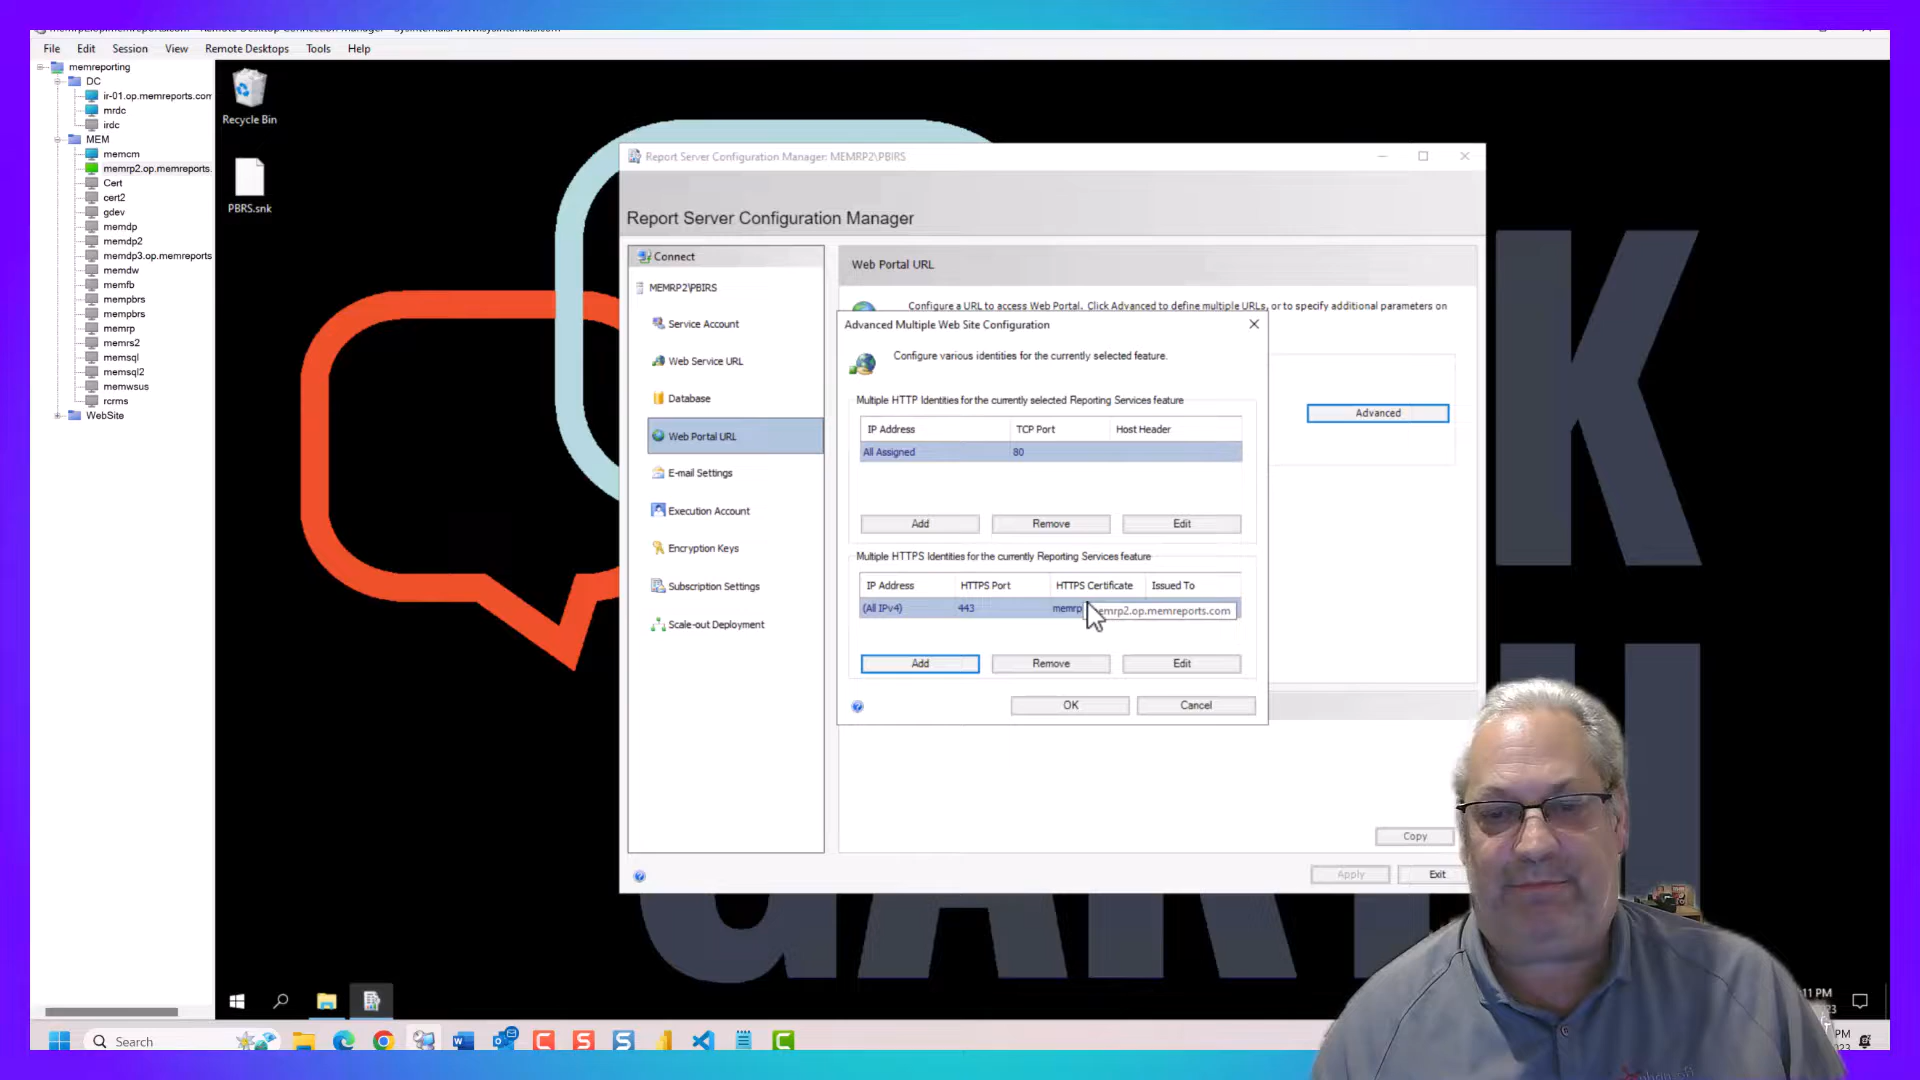 File Edit Session View Remote Desktops Tools Help
memreporting
DC
ir-01.op.memreports.com
mrdc
irdc
MEM
memcm
memrp2.op.memreports.
Cert
cert2
gdev
memdp
memdp2
memdp3.op.memreports
memdw
memfb
mempbrs
mempbrs
memrp
memrs2
memsql
memsql2
memwsus
rcrms
WebSite
Recycle Bin
PBRS.snk
Report Server Configuration Manager: MEMRP2\PBIRS
Report Server Configuration Manager
Connect
MEMRP2\PBIRS
Service Account
Web Service URL
Database
Web Portal URL
E-mail Settings
Execution Account
Encryption Keys
Subscription Settings
Scale-out Deployment
Web Portal URL
Configure a URL to access Web Portal. Click Advanced to define multiple URLs, or to specify additional parameters on
Advanced
Advanced Multiple Web Site Configuration
Configure various identities for the currently selected feature.
Multiple HTTP Identities for the currently selected Reporting Services feature
IP Address TCP Port Host Header
All Assigned 80
Add Remove Edit
Multiple HTTPS Identities for the currently Reporting Services feature
IP Address HTTPS Port HTTPS Certificate Issued To
(All IPv4) 443 memrp
emrp2.op.memreports.com
Add Remove Edit
OK Cancel
Copy
Apply Exit
11 PM
Search
PM